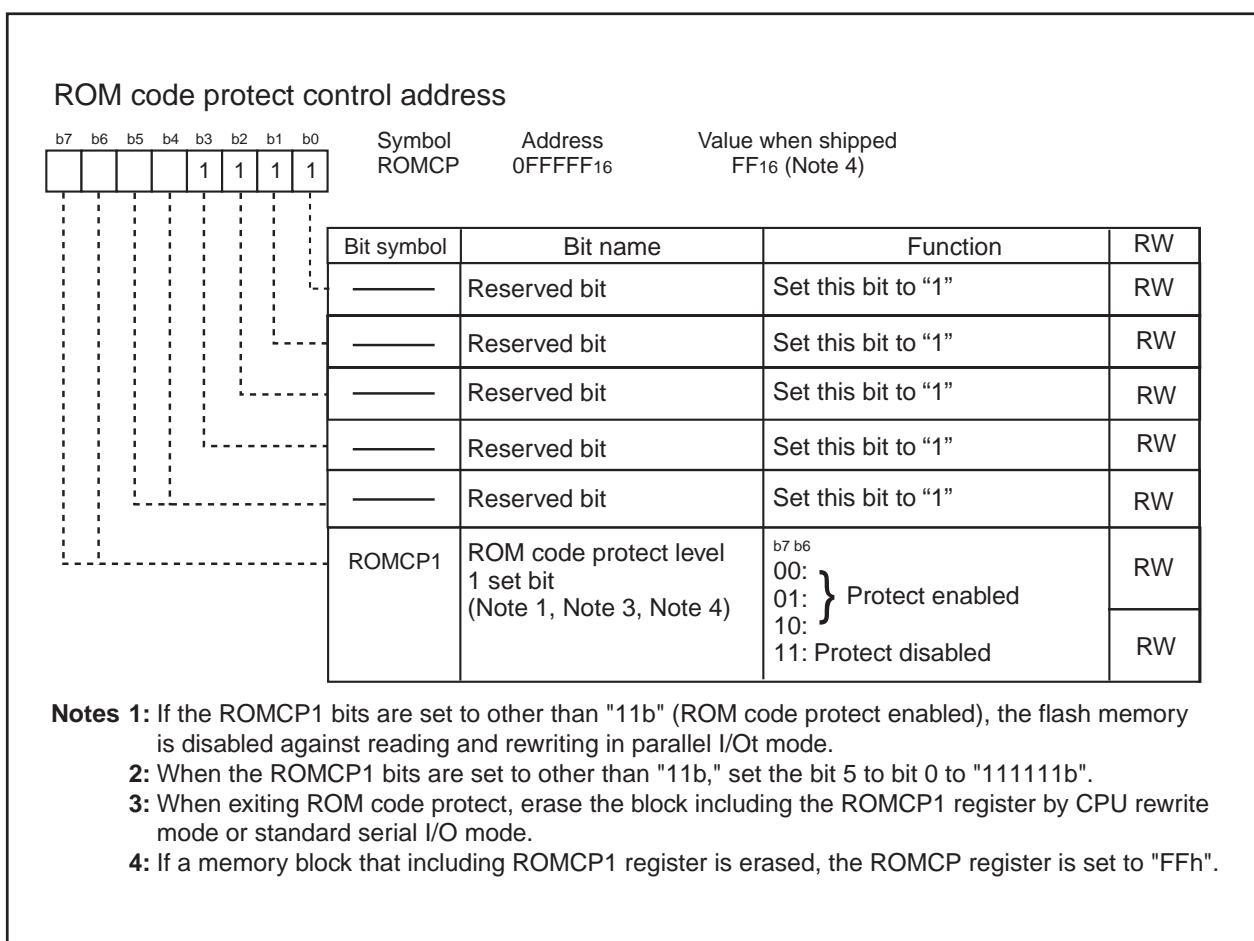 ROM code protect control address
b7 b6 b5 b4 b3 b2 b1 b0 Symbol Address Value when shipped
1 1 1 1 ROMCP 0FFFFF16 FF16 (Note 4)
Bit symbol Bit name Function RW
Reserved bit Set this bit to “1” RW
Reserved bit Set this bit to “1” RW
Reserved bit Set this bit to “1” RW
Reserved bit Set this bit to “1” RW
Reserved bit Set this bit to “1” RW
ROMCP1 ROM code protect level
1 set bit
(Note 1, Note 3, Note 4)
b7 b6
00:
01: } Protect enabled
10:
11: Protect disabled
RW
RW
Notes 1: If the ROMCP1 bits are set to other than "11b" (ROM code protect enabled), the flash memory
is disabled against reading and rewriting in parallel I/Ot mode.
2: When the ROMCP1 bits are set to other than "11b," set the bit 5 to bit 0 to "111111b".
3: When exiting ROM code protect, erase the block including the ROMCP1 register by CPU rewrite
mode or standard serial I/O mode.
4: If a memory block that including ROMCP1 register is erased, the ROMCP register is set to "FFh".